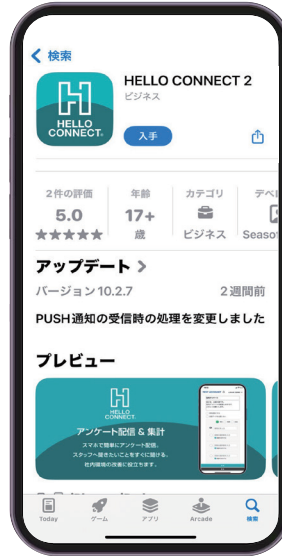 検索
HELLO CONNECT 2
ビジネス
HELLO
CONNECT.
入手
2件の評価
年齢
カテゴリ
デベ
5.0
17+
★★★★★
歳
ビジネス
Seaso
アップデート
バージョン 10.2.7
2週間前
PUSH通知の受信時の処理を変更しました
プレビュー
HELLO
CONNECT.
アンケート配信 & 集計
スマホで簡単にアンケート配信。
スタッフへ聞きたいことをすぐに聞ける。
社内環境の改善に役立ちます。
Today
ゲーム
アプリ
Arcade
検索